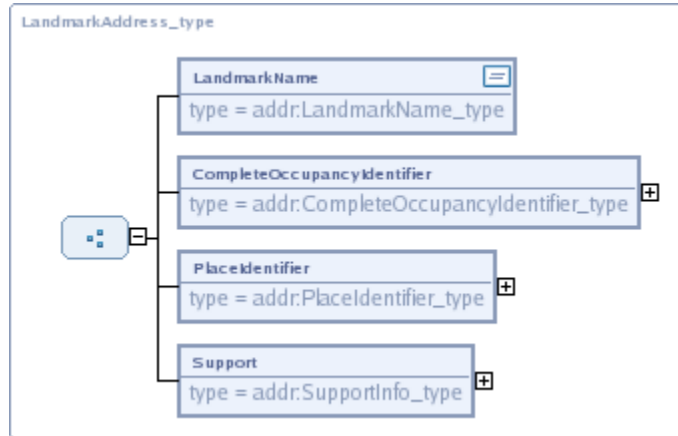 LandmarkAddress_type
LandmarkName
type = addr:LandmarkName_type
CompleteOccupancyIdentifier
type = addr:CompleteOccupancyIdentifier_type
PlaceIdentifier
type = addr:PlaceIdentifier_type
Support
type = addr:SupportInfo_type